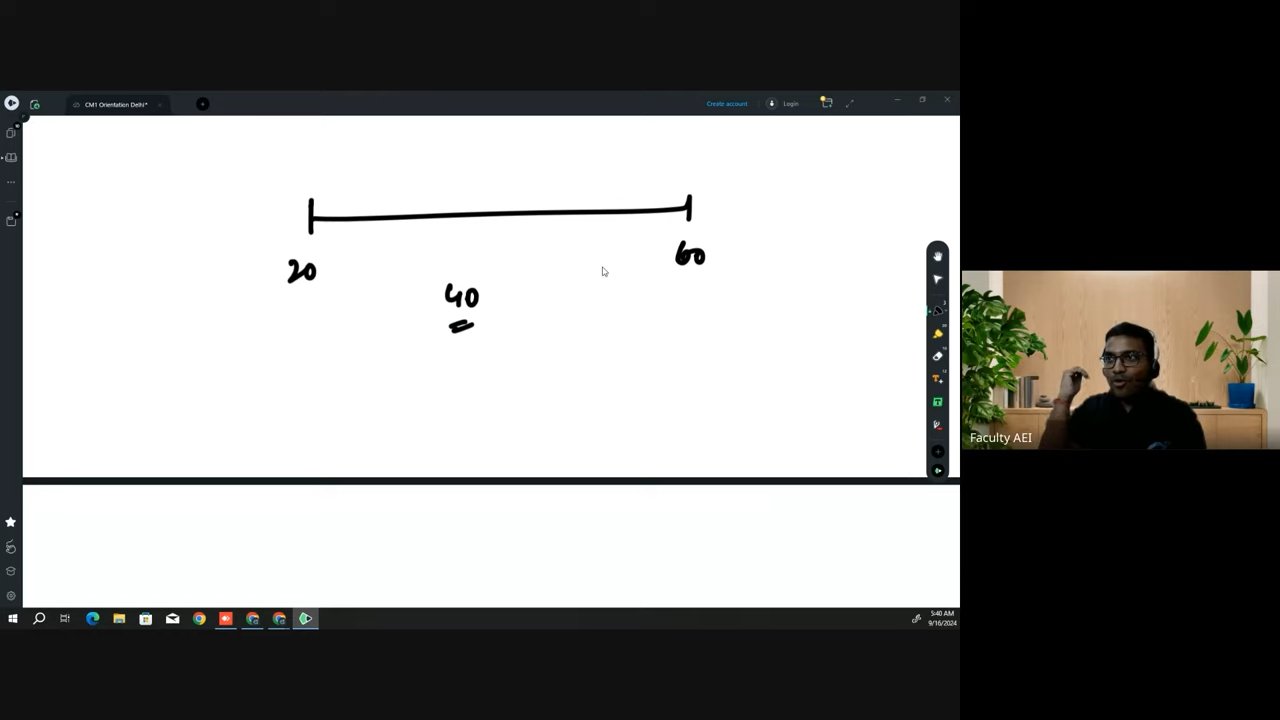 CM1 Orientation Delhi*
Create account
Login
20
60
40
Faculty AEI
5:40 AM
9/16/2024